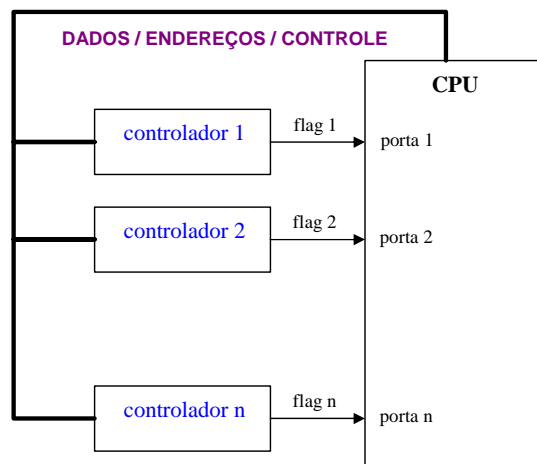 DADOS / ENDEREÇOS / CONTROLE
CPU
controlador 1
flag 1
porta 1
controlador 2
flag 2
porta 2
controlador n
flag n
porta n